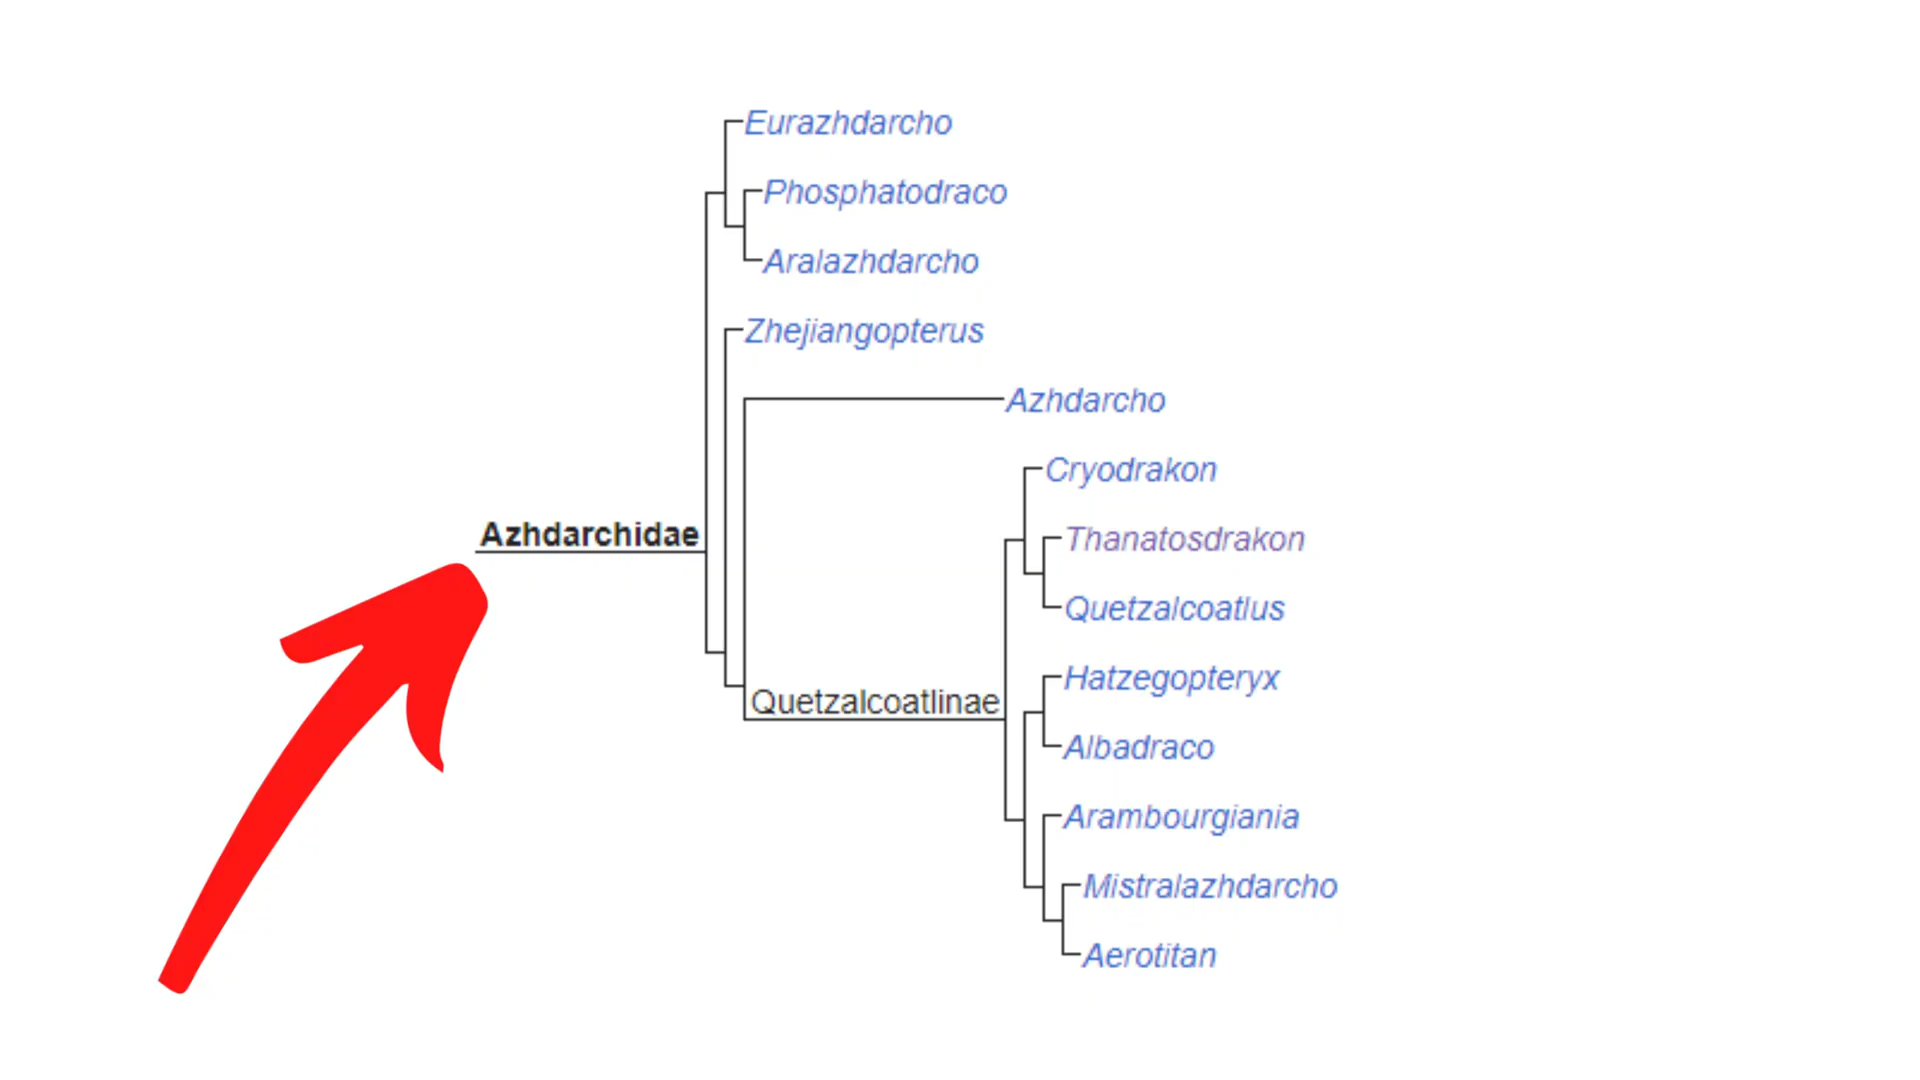 Eurazhdarcho
Phosphatodraco
Aralazhdarcho
Zhejiangopterus
Azhdarcho
Cryodrakon
Azhdarchidae
Thanatosdrakon
Quetzalcoatlus
Hatzegopteryx
Quetzalcoatlinae
Albadraco
Arambourgiania
Mistralazhdarcho
Aerotitan